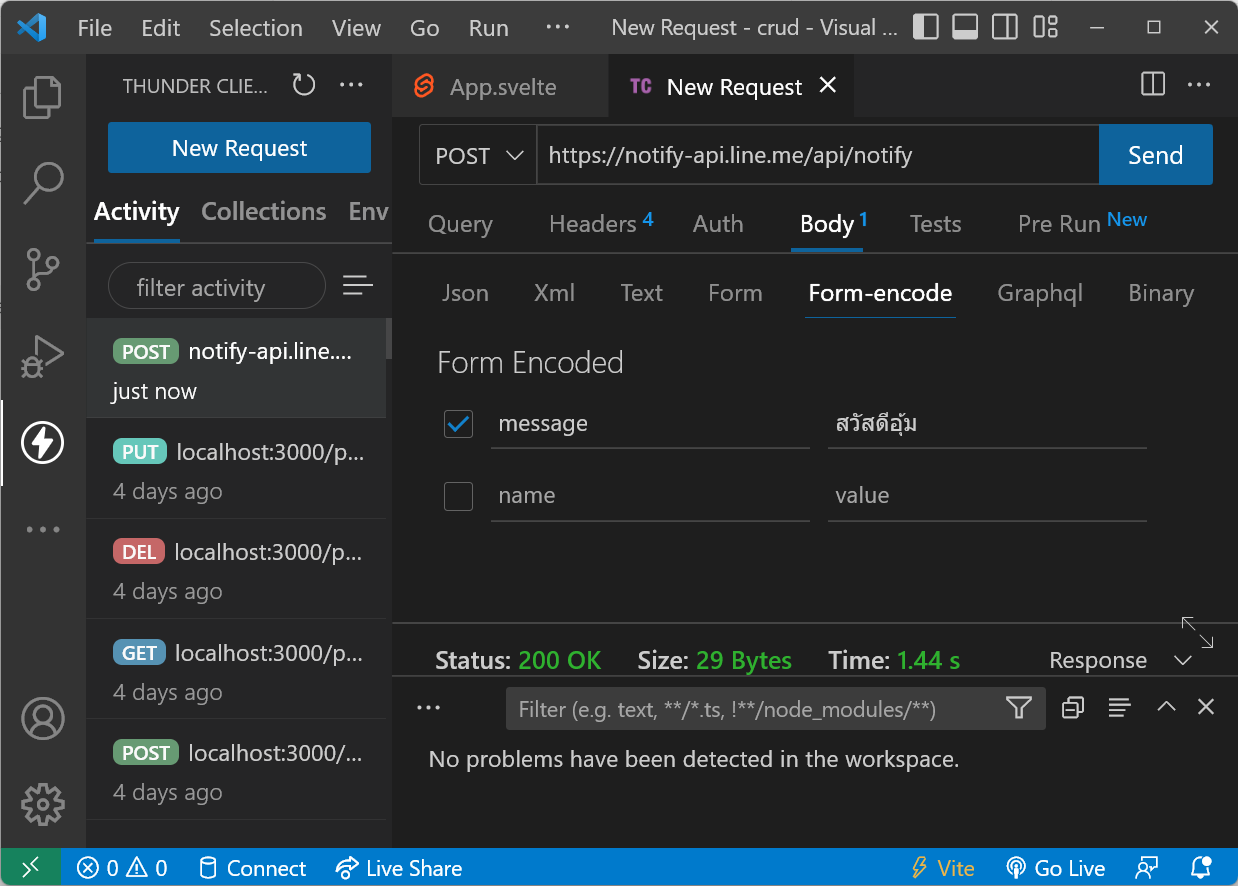 File Edit Selection View Go Run ··· New Request - crud - Visual ...
THUNDER CLIE... ···
New Request
Activity Collections Env
filter activity
POST notify-api.line....
just now
PUT localhost:3000/p...
4 days ago
DEL localhost:3000/p...
4 days ago
GET localhost:3000/p...
4 days ago
POST localhost:3000/...
4 days ago
App.svelte TC New Request
POST https://notify-api.line.me/api/notify Send
Query Headers 4 Auth Body 1 Tests Pre Run New
Json Xml Text Form Form-encode Graphql Binary
Form Encoded
message สวัสดีอุ้ม
name value
Status: 200 OK Size: 29 Bytes Time: 1.44 s Response
Filter (e.g. text, **/*.ts, !**/node_modules/**)
No problems have been detected in the workspace.
0 0 Connect Live Share Vite Go Live